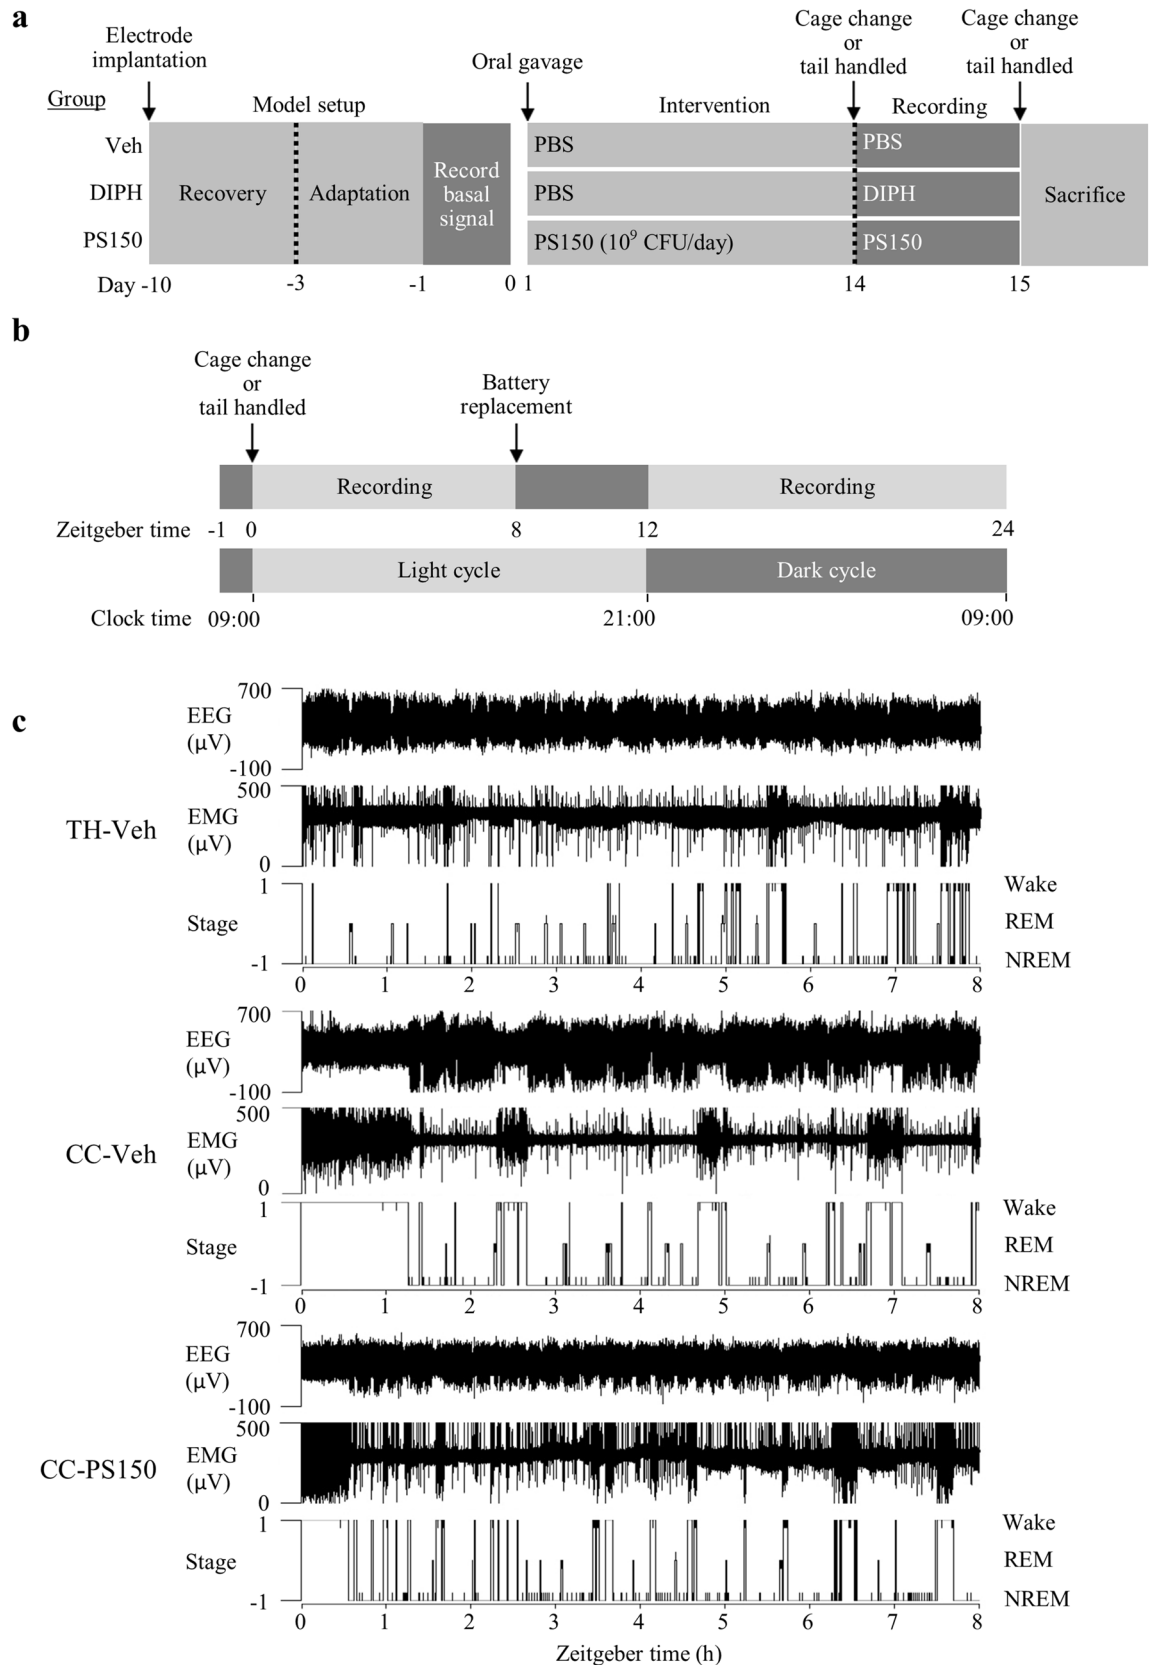 a
Electrode
implantation
Oral gavage
Cage change
or
tail handled
Cage change
or
tail handled
Group
Model setup
Intervention
Recording
Veh
DIPH
PS150
Recovery
Adaptation
Record
basal
signal
PBS
PBS
PS150 (10⁹ CFU/day)
PBS
DIPH
PS150
Sacrifice
Day -10
-3
-1
0
1
14
15
b
Cage change
or
tail handled
Battery
replacement
Recording
Recording
Zeitgeber time
-1 0 8 12 24
Light cycle
Dark cycle
Clock time
09:00 21:00 09:00
c
TH-Veh
EEG
(µV)
700
-100
EMG
(µV)
500
0
Stage
1
-1
Wake
REM
NREM
0 1 2 3 4 5 6 7 8
CC-Veh
EEG
(µV)
700
-100
EMG
(µV)
500
0
Stage
1
-1
Wake
REM
NREM
0 1 2 3 4 5 6 7 8
CC-PS150
EEG
(µV)
700
-100
EMG
(µV)
500
0
Stage
1
-1
Wake
REM
NREM
0 1 2 3 4 5 6 7 8
Zeitgeber time (h)